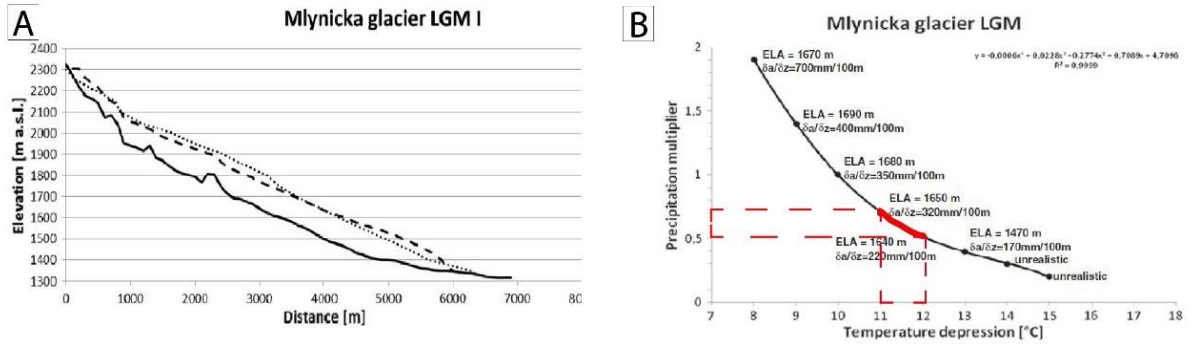 A
Mlynicka glacier LGM I
2400
2300
2200
2100
2000
1900
1800
1700
1600
1500
1400
1300
Elevation [m a.s.l.]
0 1000 2000 3000 4000 5000 6000 7000 80
Distance [m]
B
Mlynicka glacier LGM
2
1,5
1
0,5
0
Precipitation multiplier
ELA = 1670 m
δa/δz=700mm/100m
ELA = 1690 m
δa/δz=400mm/100m
ELA = 1680 m
δa/δz=350mm/100m
ELA = 1650 m
δa/δz=320mm/100m
ELA = 1640 m
δa/δz=220mm/100m
ELA = 1470 m
δa/δz=170mm/100m
unrealistic
unrealistic
R² = 0,9999
7 8 9 10 11 12 13 14 15 16 17 18
Temperature depression [°C]